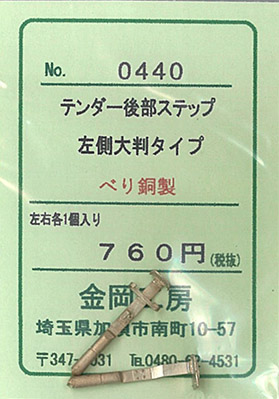 No. 0440
テンダー後部ステップ
左側大判タイプ
べり銅製
左右各1個入り
760円(税抜)
金岡 房
埼玉県加 市南町10-57
〒347- 031 TEL0480-6 -4531